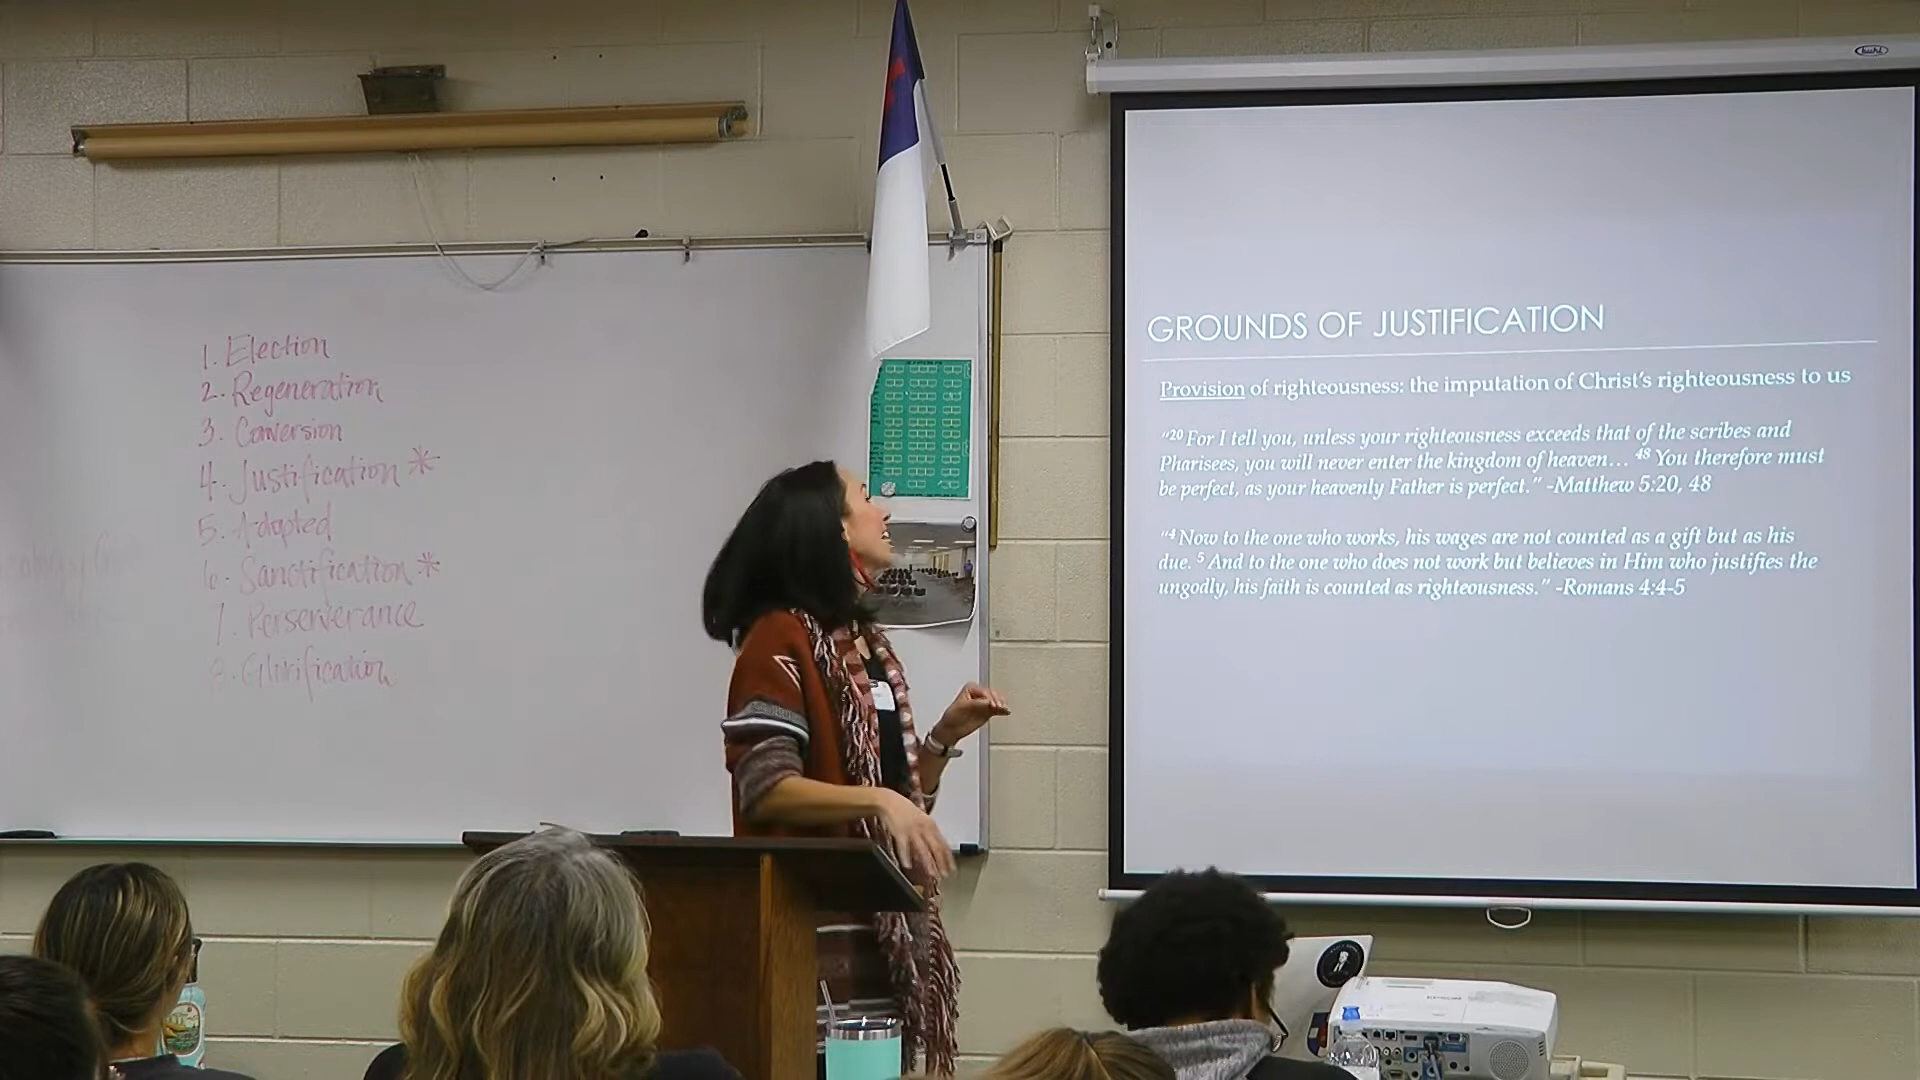 1. Election
2. Regeneration
3. Conversion
4. Justification *
5. Adopted
6. Sanctification *
7. Perserverance
8. Glorification
GROUNDS OF JUSTIFICATION
Provision of righteousness: the imputation of Christ's righteousness to us
"20 For I tell you, unless your righteousness exceeds that of the scribes and
Pharisees, you will never enter the kingdom of heaven… 48 You therefore must
be perfect, as your heavenly Father is perfect." -Matthew 5:20, 48
"4 Now to the one who works, his wages are not counted as a gift but as his
due. 5 And to the one who does not work but believes in Him who justifies the
ungodly, his faith is counted as righteousness." -Romans 4:4-5